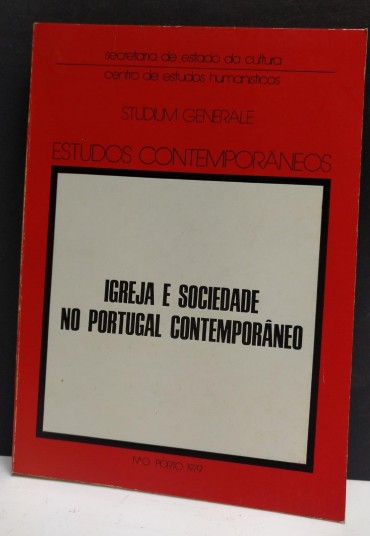 secretaria de estado da cultura
centro de estudos humanísticos
STUDIUM GENERALE
ESTUDOS CONTEMPORÂNEOS
IGREJA E SOCIEDADE
NO PORTUGAL CONTEMPORÂNEO
PORTO 1979